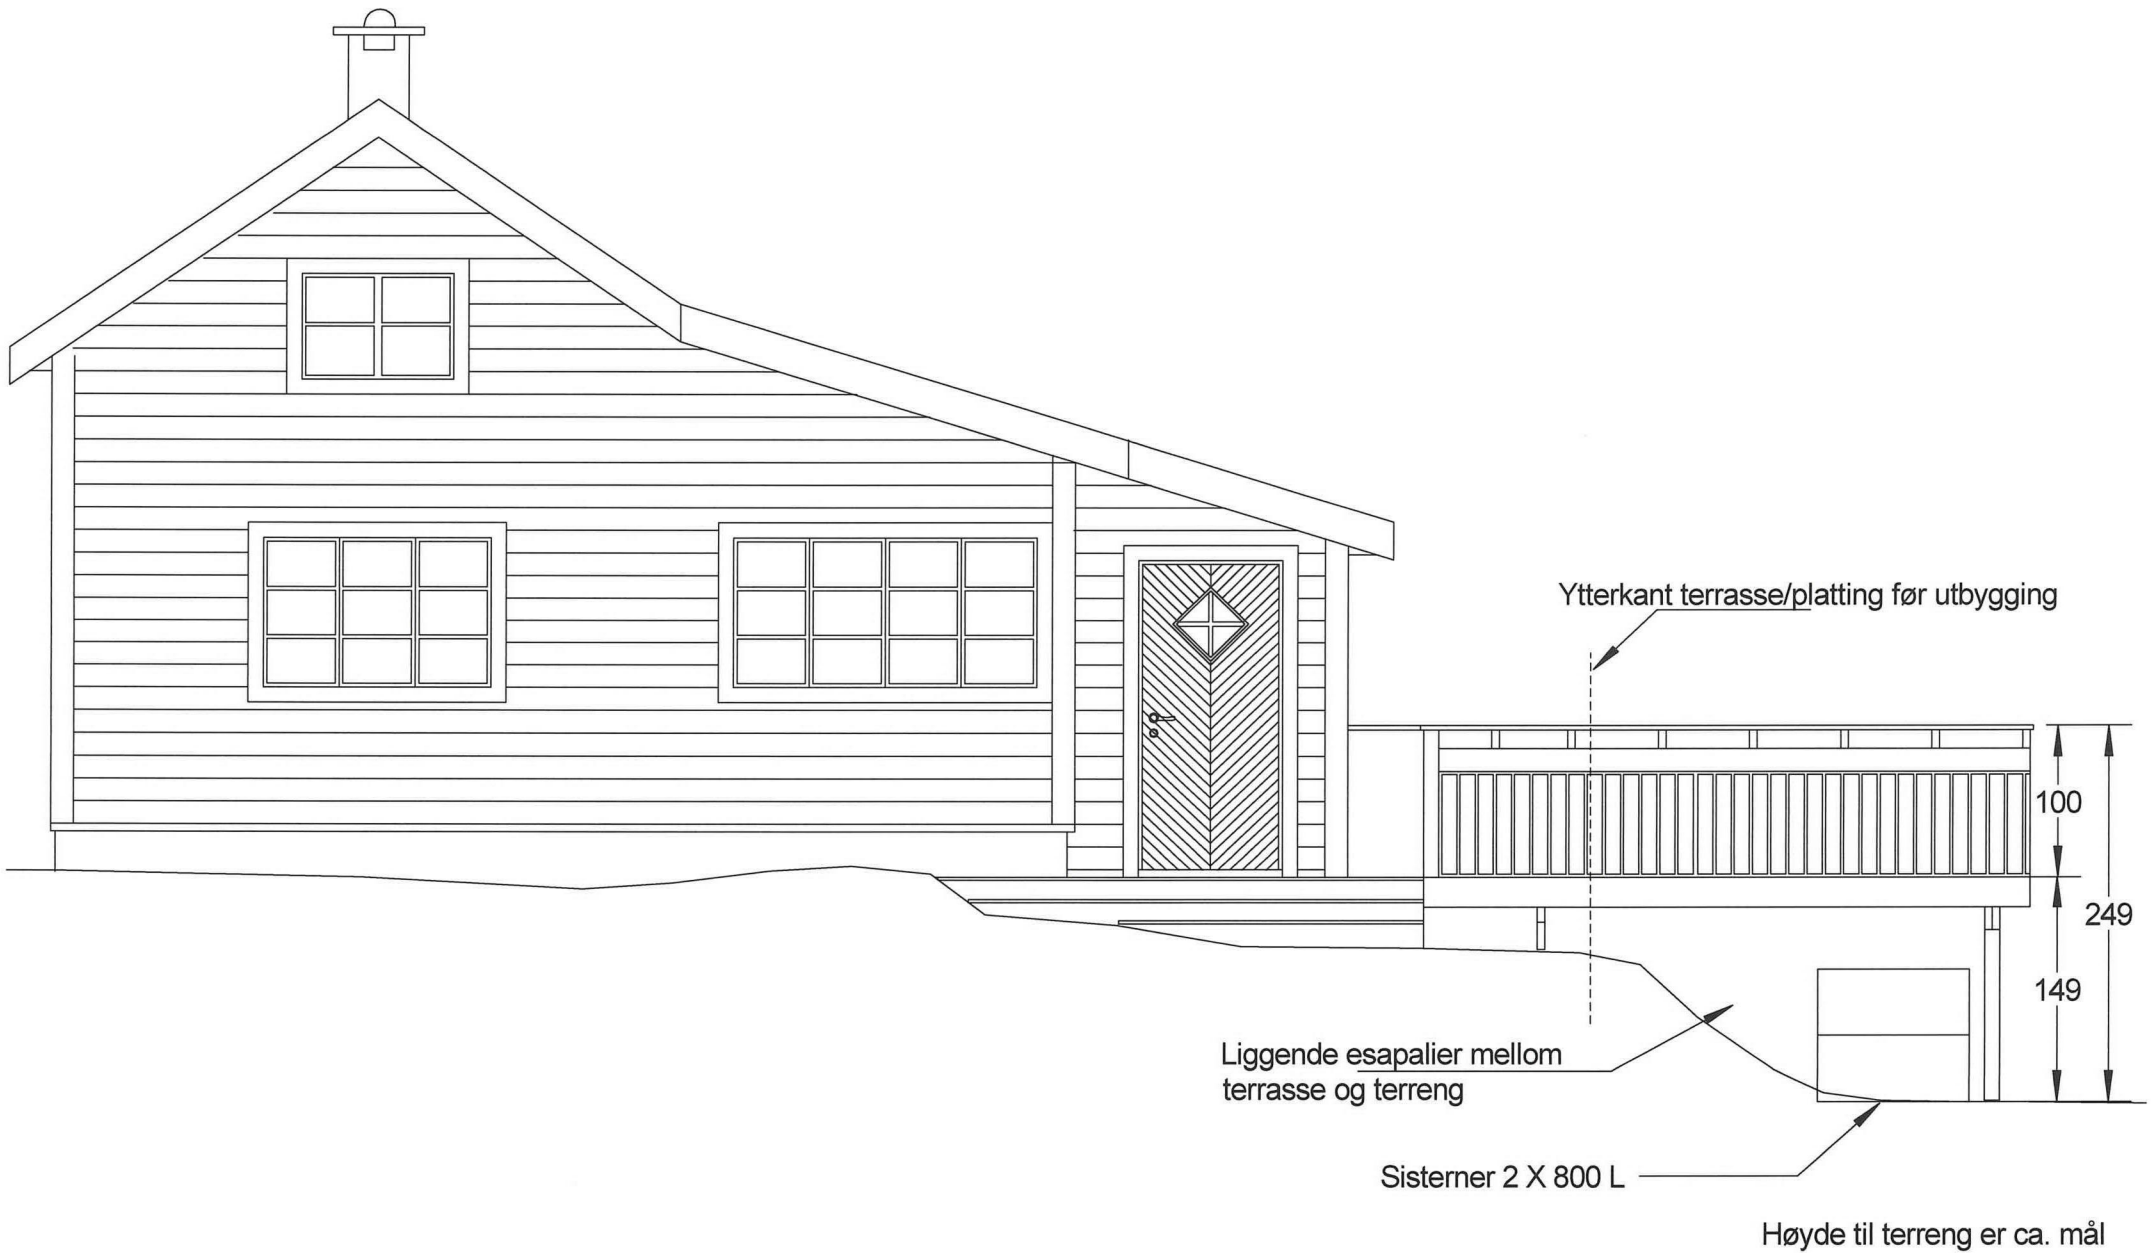 Ytterkant terrasse/platting før utbygging
100
249
149
Liggende esapalier mellom
terrasse og terreng
Sisterner 2 X 800 L
Høyde til terreng er ca. mål